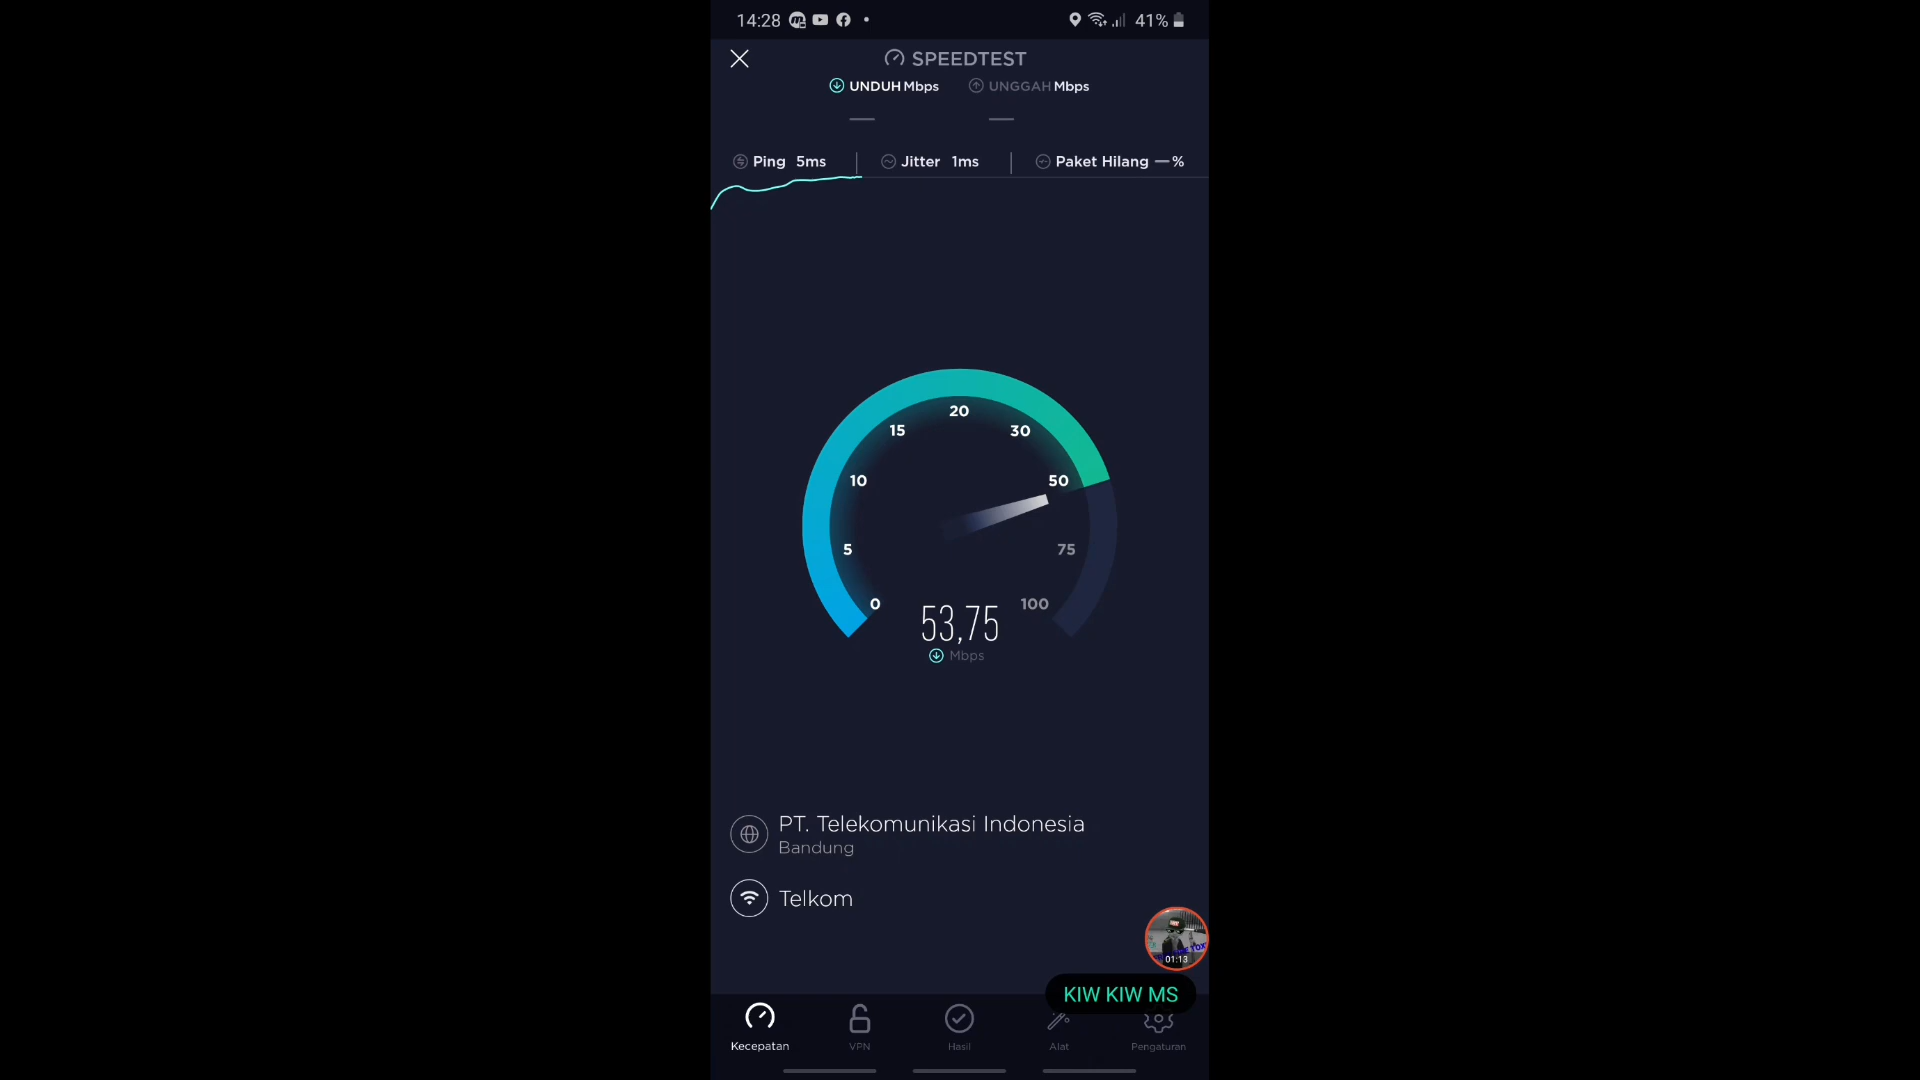 14:28 41%
SPEEDTEST
UNDUH Mbps UNGGAH Mbps
Ping 5ms Jitter 1ms Paket Hilang —%
20
15 30
10 50
5 75
0 100
53,75
Mbps
PT. Telekomunikasi Indonesia
Bandung
Telkom
01:13
KIW KIW MS
Kecepatan VPN Hasil Alat Pengaturan